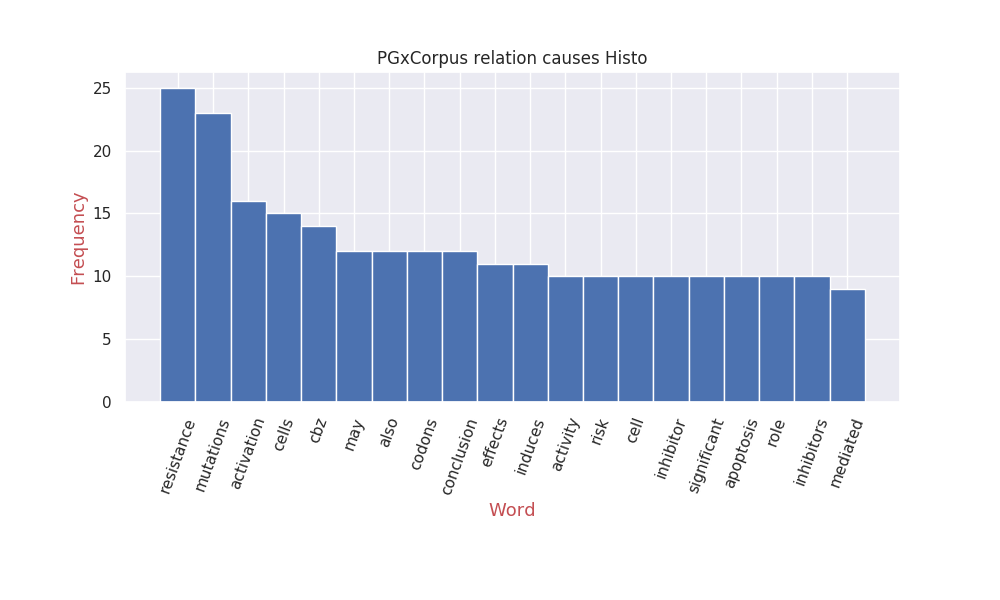 PGxCorpus relation causes Histo
Frequency
25
20
15
10
5
0
resistance
mutations
activation
cells
cbz
may
also
codons
conclusion
effects
induces
activity
risk
cell
inhibitor
significant
apoptosis
role
inhibitors
mediated
Word